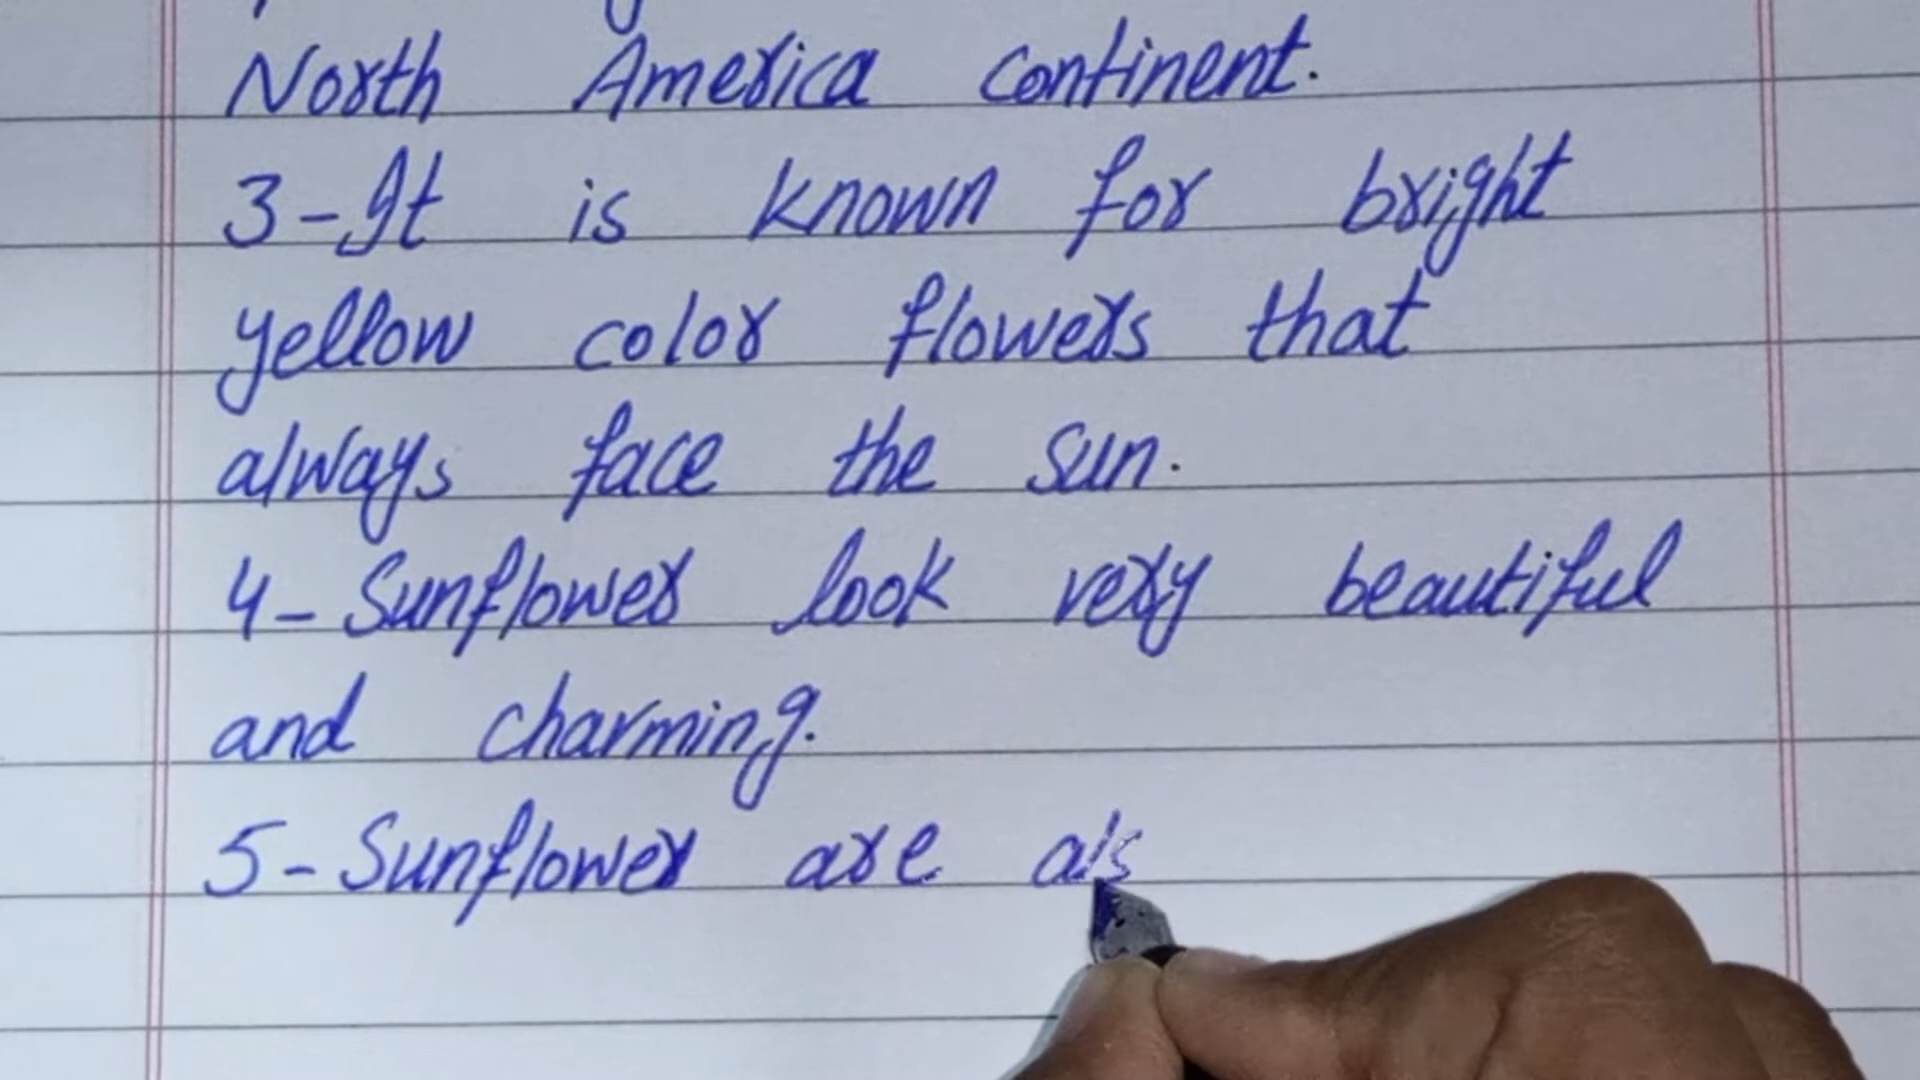 North America continent.
3-It is known for bright
yellow color flowers that
always face the sun.
4-Sunflower look very beautiful
and charming.
5-Sunflower are als